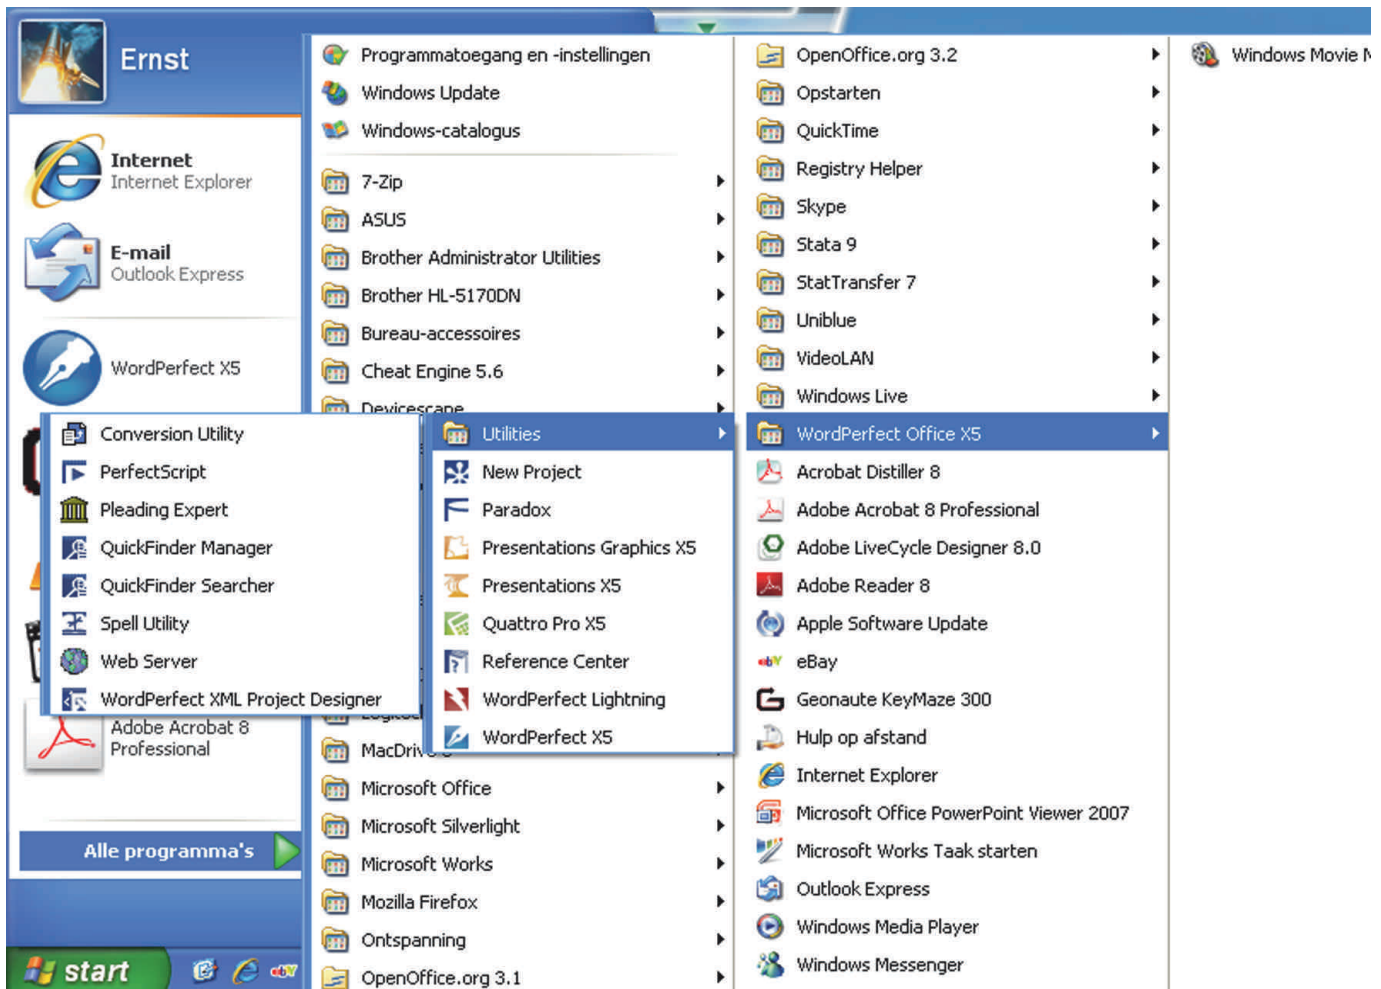 Ernst
Internet
Internet Explorer
E-mail
Outlook Express
WordPerfect X5
Adobe Acrobat 8
Professional
Alle programma's
start
Programmatoegang en -instellingen
Windows Update
Windows-catalogus
7-Zip
ASUS
Brother Administrator Utilities
Brother HL-5170DN
Bureau-accessoires
Cheat Engine 5.6
Devicescape
MacDriv
Microsoft Office
Microsoft Silverlight
Microsoft Works
Mozilla Firefox
Ontspanning
OpenOffice.org 3.1
Conversion Utility
PerfectScript
Pleading Expert
QuickFinder Manager
QuickFinder Searcher
Spell Utility
Web Server
WordPerfect XML Project Designer
Utilities
New Project
Paradox
Presentations Graphics X5
Presentations X5
Quattro Pro X5
Reference Center
WordPerfect Lightning
WordPerfect X5
OpenOffice.org 3.2
Opstarten
QuickTime
Registry Helper
Skype
Stata 9
StatTransfer 7
Uniblue
VideoLAN
Windows Live
WordPerfect Office X5
Acrobat Distiller 8
Adobe Acrobat 8 Professional
Adobe LiveCycle Designer 8.0
Adobe Reader 8
Apple Software Update
eBay
Geonaute KeyMaze 300
Hulp op afstand
Internet Explorer
Microsoft Office PowerPoint Viewer 2007
Microsoft Works Taak starten
Outlook Express
Windows Media Player
Windows Messenger
Windows Movie M